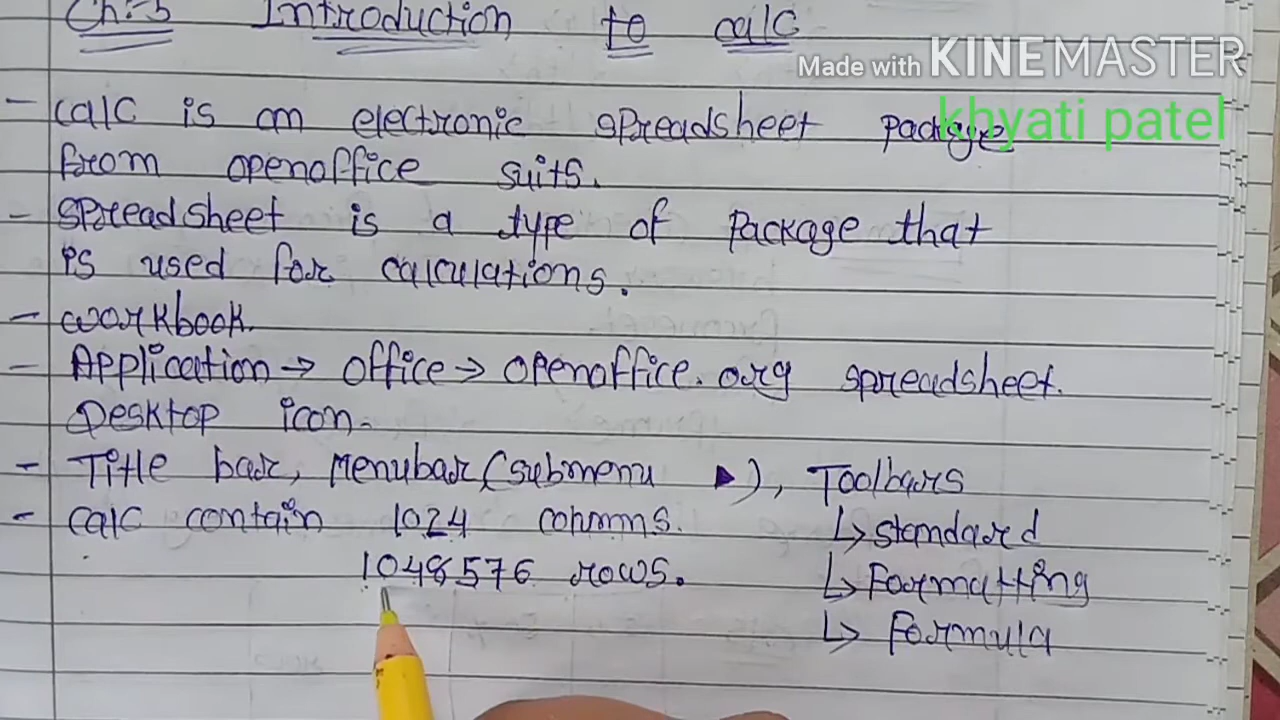 Ch:-5 Introduction to calc
Made with KINEMASTER
khyati patel
- calc is an electronic spreadsheet package
from openoffice suits.
- spreadsheet is a type of package that
is used for calculations.
- workbook.
- Application → office → openoffice.org spreadsheet.
Desktop icon.
- Title bar, Menubar (submenu ▶), Toolbars
- calc contain 1024 columns. ↳ standard
1048576 rows. ↳ Formatting
↳ Formula